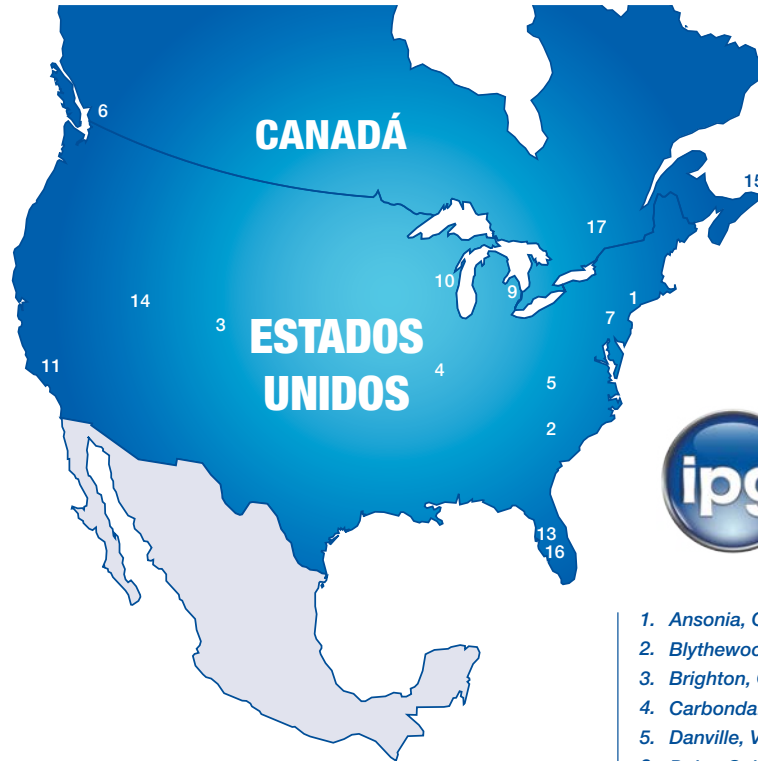 6
CANADÁ
15
17
14
10
9
1
3
7
ESTADOS
UNIDOS
11
4
5
2
ipg
13
16
1. Ansonia,
2. Blythewoo
3. Brighton,
4. Carbonda
5. Danville, V